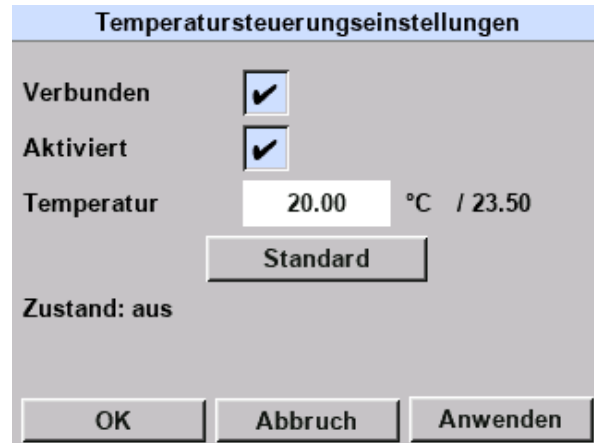 Temperatursteuerungseinstellungen
Verbunden
Aktiviert
Temperatur 20.00 °C / 23.50
Standard
Zustand: aus
OK Abbruch Anwenden